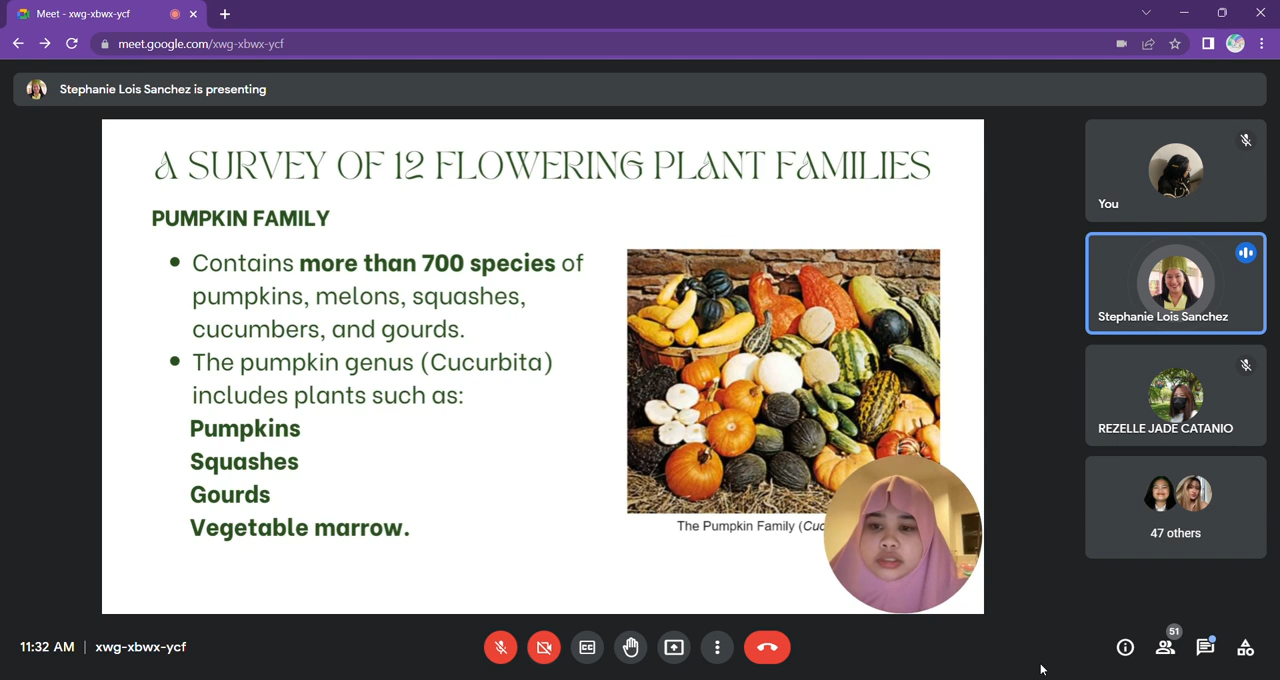 Meet - xwg-xbwx-ycf
meet.google.com/xwg-xbwx-ycf
Stephanie Lois Sanchez is presenting
A SURVEY OF 12 FLOWERING PLANT FAMILIES
PUMPKIN FAMILY
• Contains more than 700 species of
pumpkins, melons, squashes,
cucumbers, and gourds.
• The pumpkin genus (Cucurbita)
includes plants such as:
Pumpkins
Squashes
Gourds
Vegetable marrow.
The Pumpkin Family (Cuc
You
Stephanie Lois Sanchez
REZELLE JADE CATANIO
47 others
11:32 AM | xwg-xbwx-ycf
51